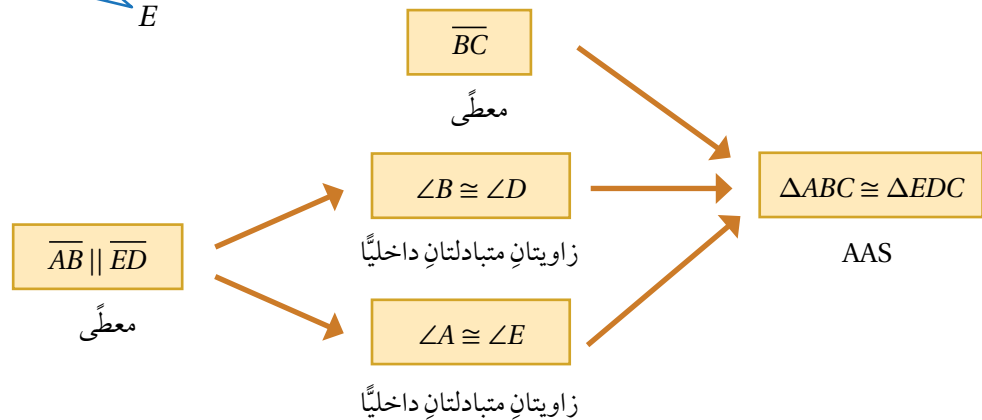 E
BC
معطًى
∠B ≅ ∠D
زاويتانِ متبادلتانِ داخليًّا
AB || ED
معطًى
∠A ≅ ∠E
زاويتانِ متبادلتانِ داخليًّا
ΔABC ≅ ΔEDC
AAS